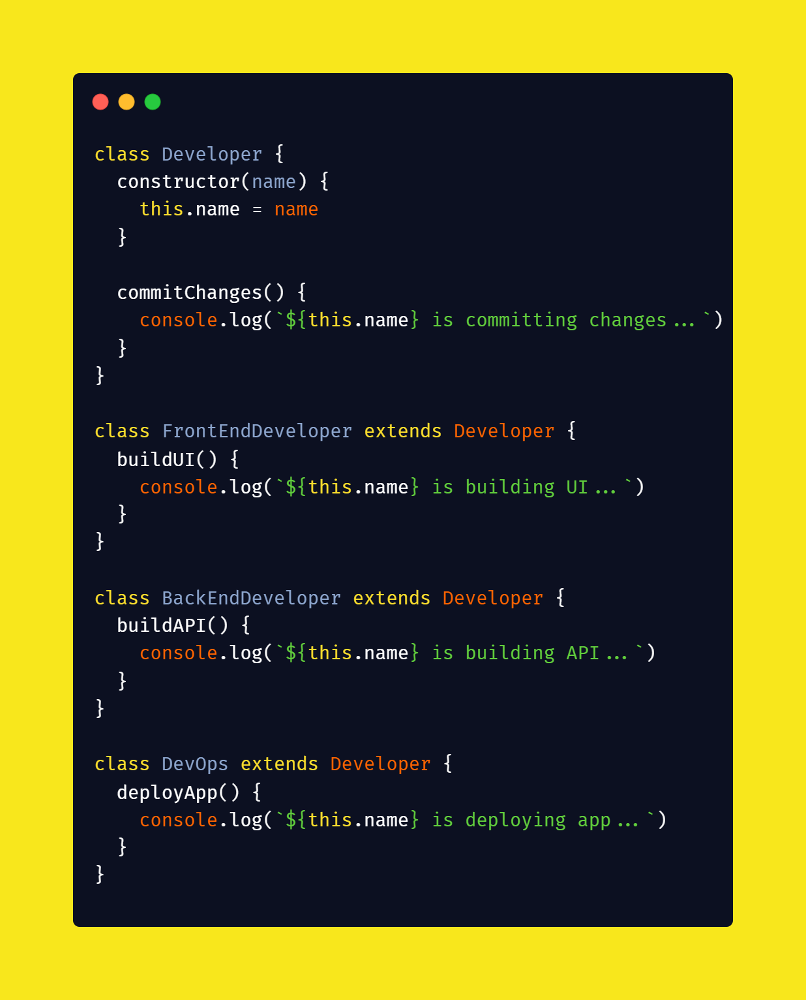 class Developer {
  constructor(name) {
    this.name = name
  }

  commitChanges() {
    console.log(`${this.name} is committing changes...`)
  }
}

class FrontEndDeveloper extends Developer {
  buildUI() {
    console.log(`${this.name} is building UI...`)
  }
}

class BackEndDeveloper extends Developer {
  buildAPI() {
    console.log(`${this.name} is building API...`)
  }
}

class DevOps extends Developer {
  deployApp() {
    console.log(`${this.name} is deploying app...`)
  }
}